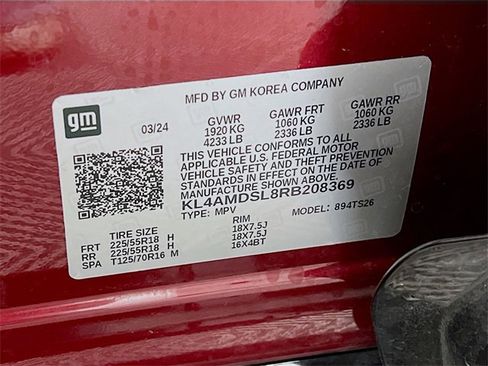 gm
MFD BY GM KOREA COMPANY
03/24 GVWR GAWR FRT GAWR RR
1920 KG 1060 KG 1060 KG
4233 LB 2336 LB 2336 LB
THIS VEHICLE CONFORMS TO ALL
APPLICABLE U.S. FEDERAL MOTOR
VEHICLE SAFETY AND THEFT PREVENTION
STANDARDS IN EFFECT ON THE DATE OF
MANUFACTURE SHOWN ABOVE.
KL4AMDSL8RB208369
TYPE: MPV MODEL: 894TS26
TIRE SIZE RIM
FRT 225/55R18 H 18X7.5J
RR 225/55R18 H 18X7.5J
SPA T125/70R16 M 16X4BT